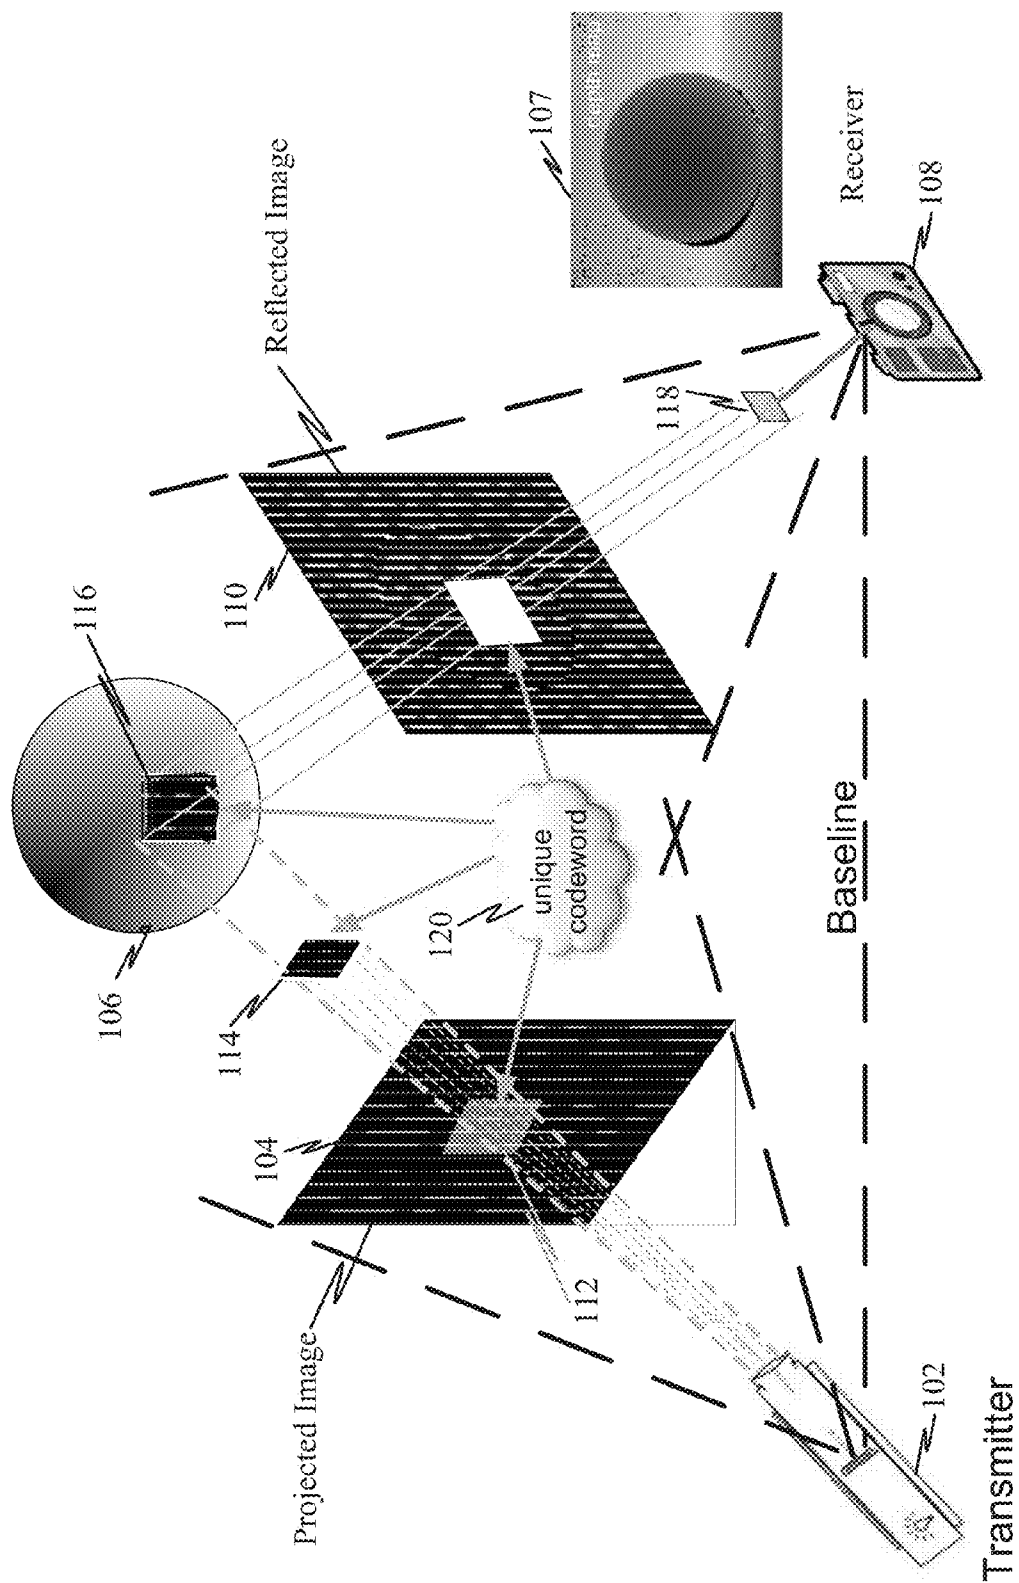 Projected Image
Reflected Image
104
106
116
110
107
114
120
118
112
unique
codeword
Receiver
108
Baseline
102
Transmitter